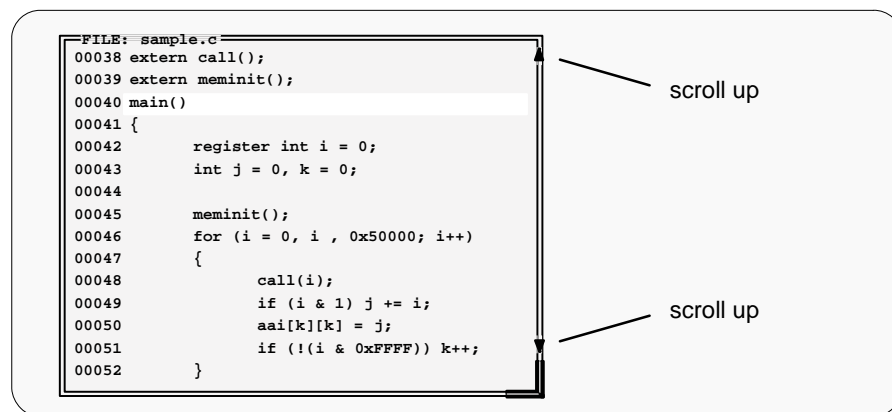 FILE: sample.c
00038 extern call();
00039 extern meminit();
00040 main()
00041 {
00042 register int i = 0;
00043 int j = 0, k = 0;
00044
00045 meminit();
00046 for (i = 0, i , 0x50000; i++)
00047 {
00048 call(i);
00049 if (i & 1) j += i;
00050 aai[k][k] = j;
00051 if (!(i & 0xFFFF)) k++;
00052 }
scroll up
scroll up